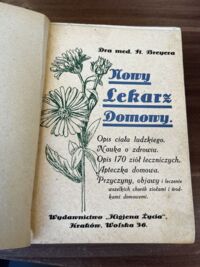 Dra med. St. Breyera
Nowy
Lekarz
Domowy.
Opis ciała ludzkiego.
Nauka o zdrowiu.
Opis 170 ziół leczniczych.
Apteczka domowa.
Przyczyny, objawy i leczenie
wszelkich chorób ziołami i środ-
kami domowemi.
Wydawnictwo „Higjena Życia",
Kraków, Wolska 36.